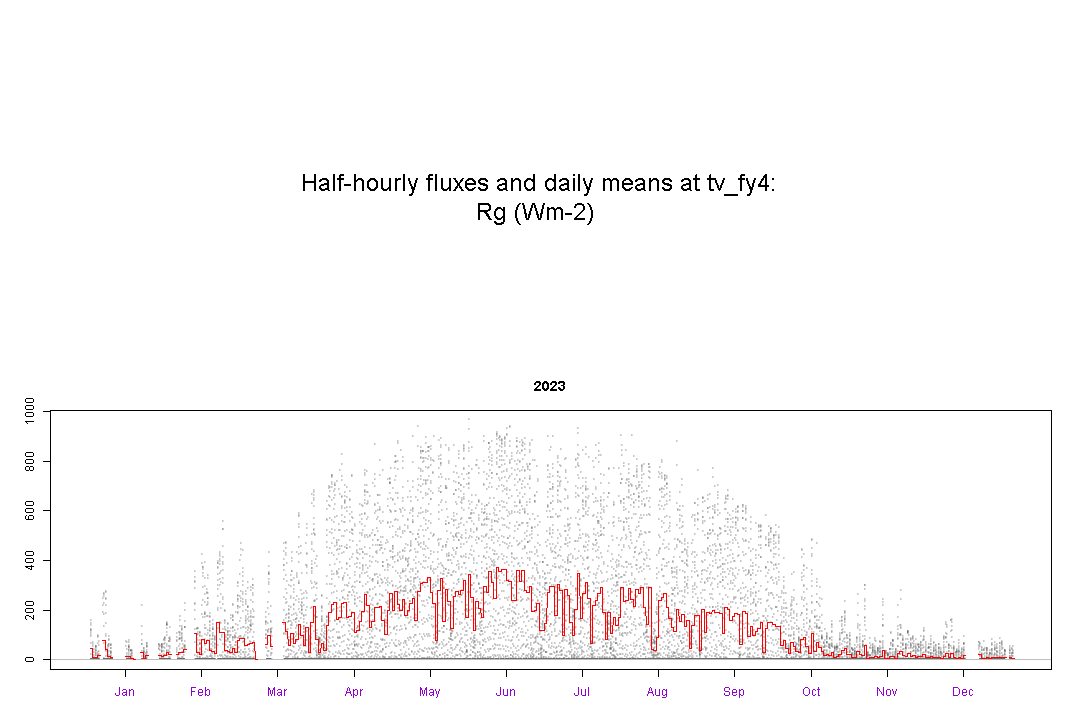 Half-hourly fluxes and daily means at tv_fy4:
Rg (Wm-2)
2023
1000
800
600
400
200
0
Jan Feb Mar Apr May Jun Jul Aug Sep Oct Nov Dec